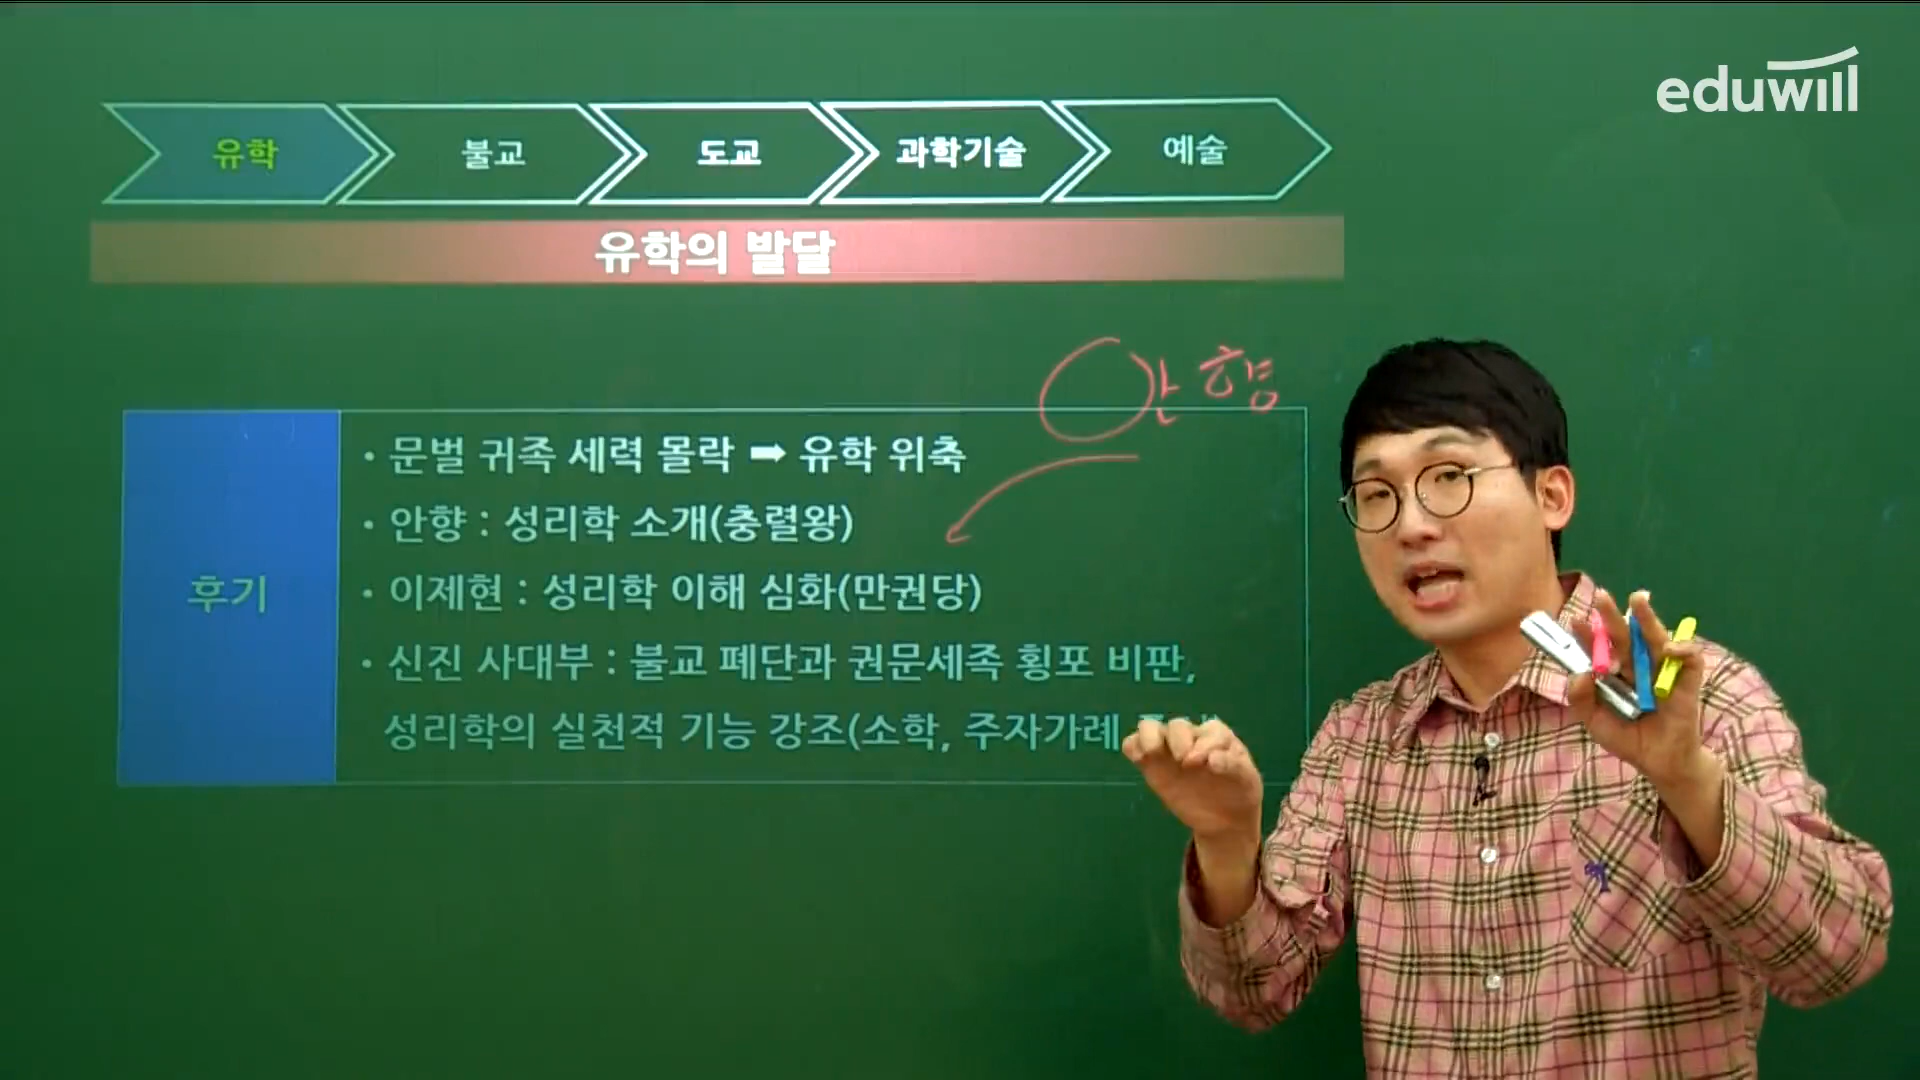 eduwill
유학 불교 도교 과학기술 예술
유학의 발달
안향
후기
• 문벌 귀족 세력 몰락 ➡ 유학 위축
• 안향 : 성리학 소개(충렬왕)
• 이제현 : 성리학 이해 심화(만권당)
• 신진 사대부 : 불교 폐단과 권문세족 횡포 비판,
성리학의 실천적 기능 강조(소학, 주자가례